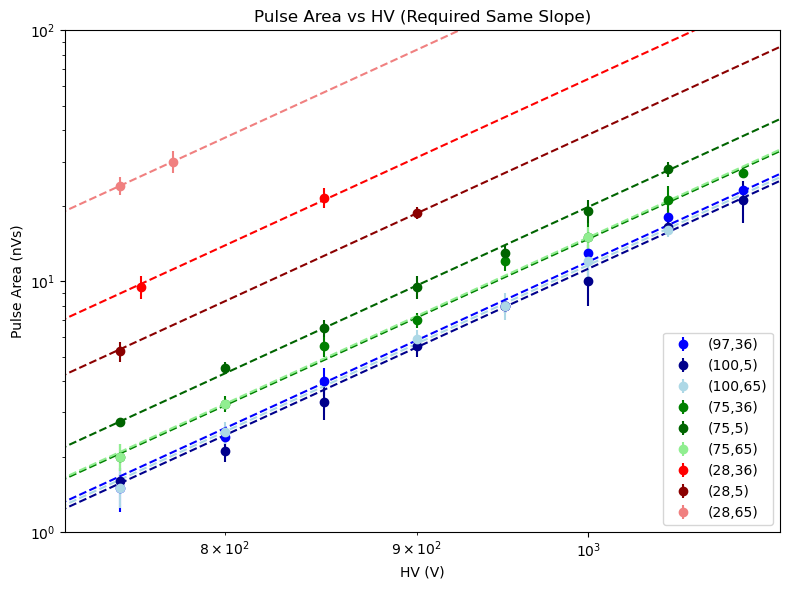 Pulse Area vs HV (Required Same Slope)
Pulse Area (nVs)
10²
10¹
10⁰
8 × 10²
9 × 10²
10³
HV (V)
(97,36)
(100,5)
(100,65)
(75,36)
(75,5)
(75,65)
(28,36)
(28,5)
(28,65)